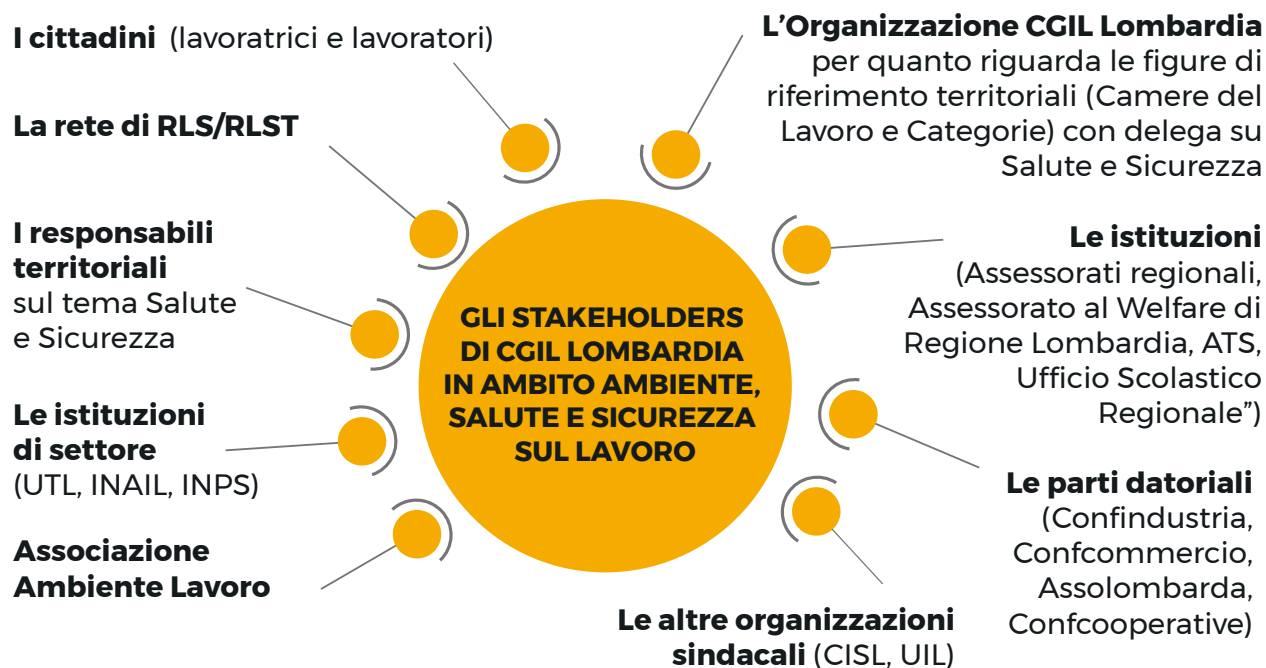 I cittadini (lavoratrici e lavoratori)
La rete di RLS/RLST
I responsabili
territoriali
sul tema Salute
e Sicurezza
Le istituzioni
di settore
(UTL, INAIL, INPS)
Associazione
Ambiente Lavoro
GLI STAKEHOLDERS
DI CGIL LOMBARDIA
IN AMBITO AMBIENTE,
SALUTE E SICUREZZA
SUL LAVORO
L'Organizzazione CGIL Lombardia
per quanto riguarda le figure di
riferimento territoriali (Camere del
Lavoro e Categorie) con delega su
Salute e Sicurezza
Le istituzioni
(Assessorati regionali,
Assessorato al Welfare di
Regione Lombardia, ATS,
Ufficio Scolastico
Regionale”)
Le parti datoriali
(Confindustria,
Confcommercio,
Assolombarda,
Confcooperative)
Le altre organizzazioni
sindacali (CISL, UIL)